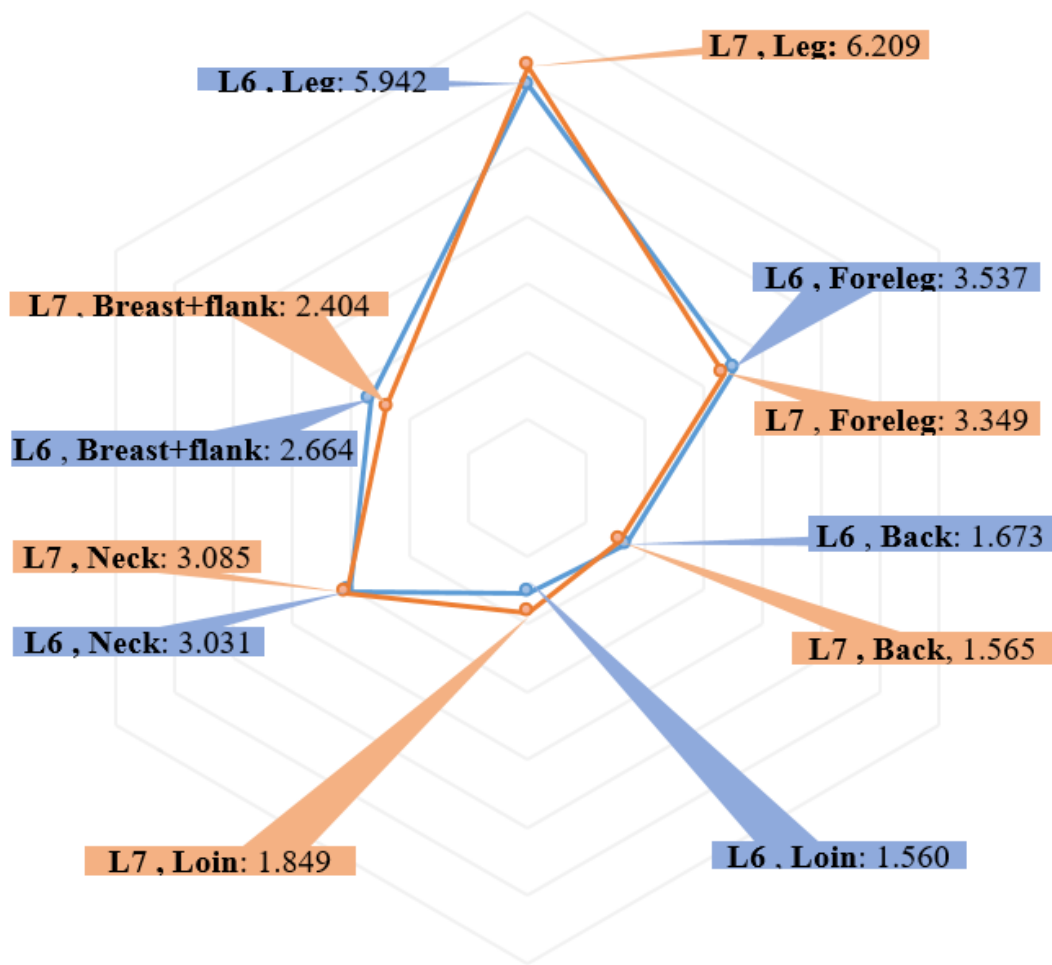 L7 , Leg: 6.209
L6 , Leg: 5.942
L6 , Foreleg: 3.537
L7 , Breast+flank: 2.404
L7 , Foreleg: 3.349
L6 , Breast+flank: 2.664
L6 , Back: 1.673
L7 , Neck: 3.085
L6 , Neck: 3.031
L7 , Back, 1.565
L6 , Loin: 1.560
L7 , Loin: 1.849